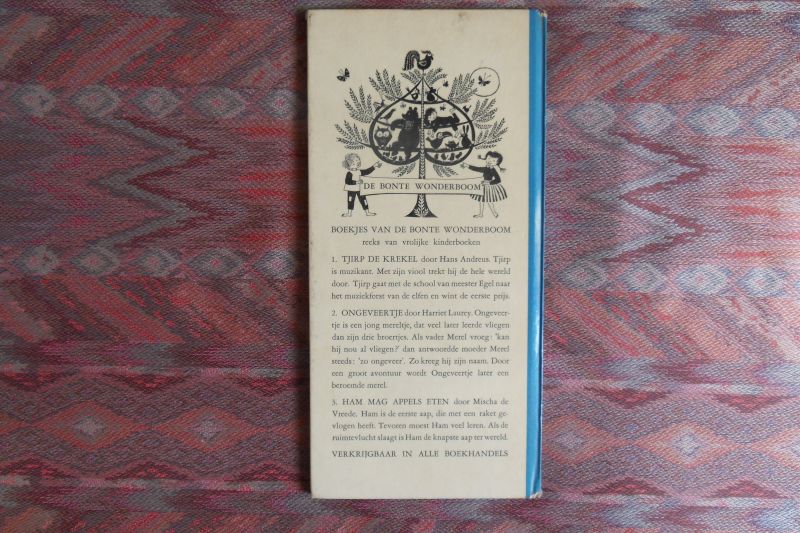 DE BONTE WONDERBOOM
BOEKJES VAN DE BONTE WONDERBOOM
reeks van vrolijke kinderboeken
1. TJIRP DE KREKEL door Hans Andreus. Tjirp
is muzikant. Met zijn viool trekt hij de hele wereld
door. Tjirp gaat met de school van meester Egel naar
het muziekfeest van de elfen en wint de eerste prijs.
2. ONGEVEERTJE door Harriet Laurey. Ongeveer-
tje is een jong mereltje, dat veel later leerde vliegen
dan zijn drie broertjes. Als vader Merel vroeg: 'kan
hij nou al vliegen?' dan antwoordde moeder Merel
steeds: 'zo ongeveer'. Zo kreeg hij zijn naam. Door
een groot avontuur wordt Ongeveertje later een
beroemde merel.
3. HAM MAG APPELS ETEN door Mischa de
Vreede. Ham is de eerste aap, die met een raket ge-
vlogen heeft. Tevoren moest Ham veel leren. Als de
ruimtevlucht slaagt is Ham de knapste aap ter wereld.
VERKRIJGBAAR IN ALLE BOEKHANDELS